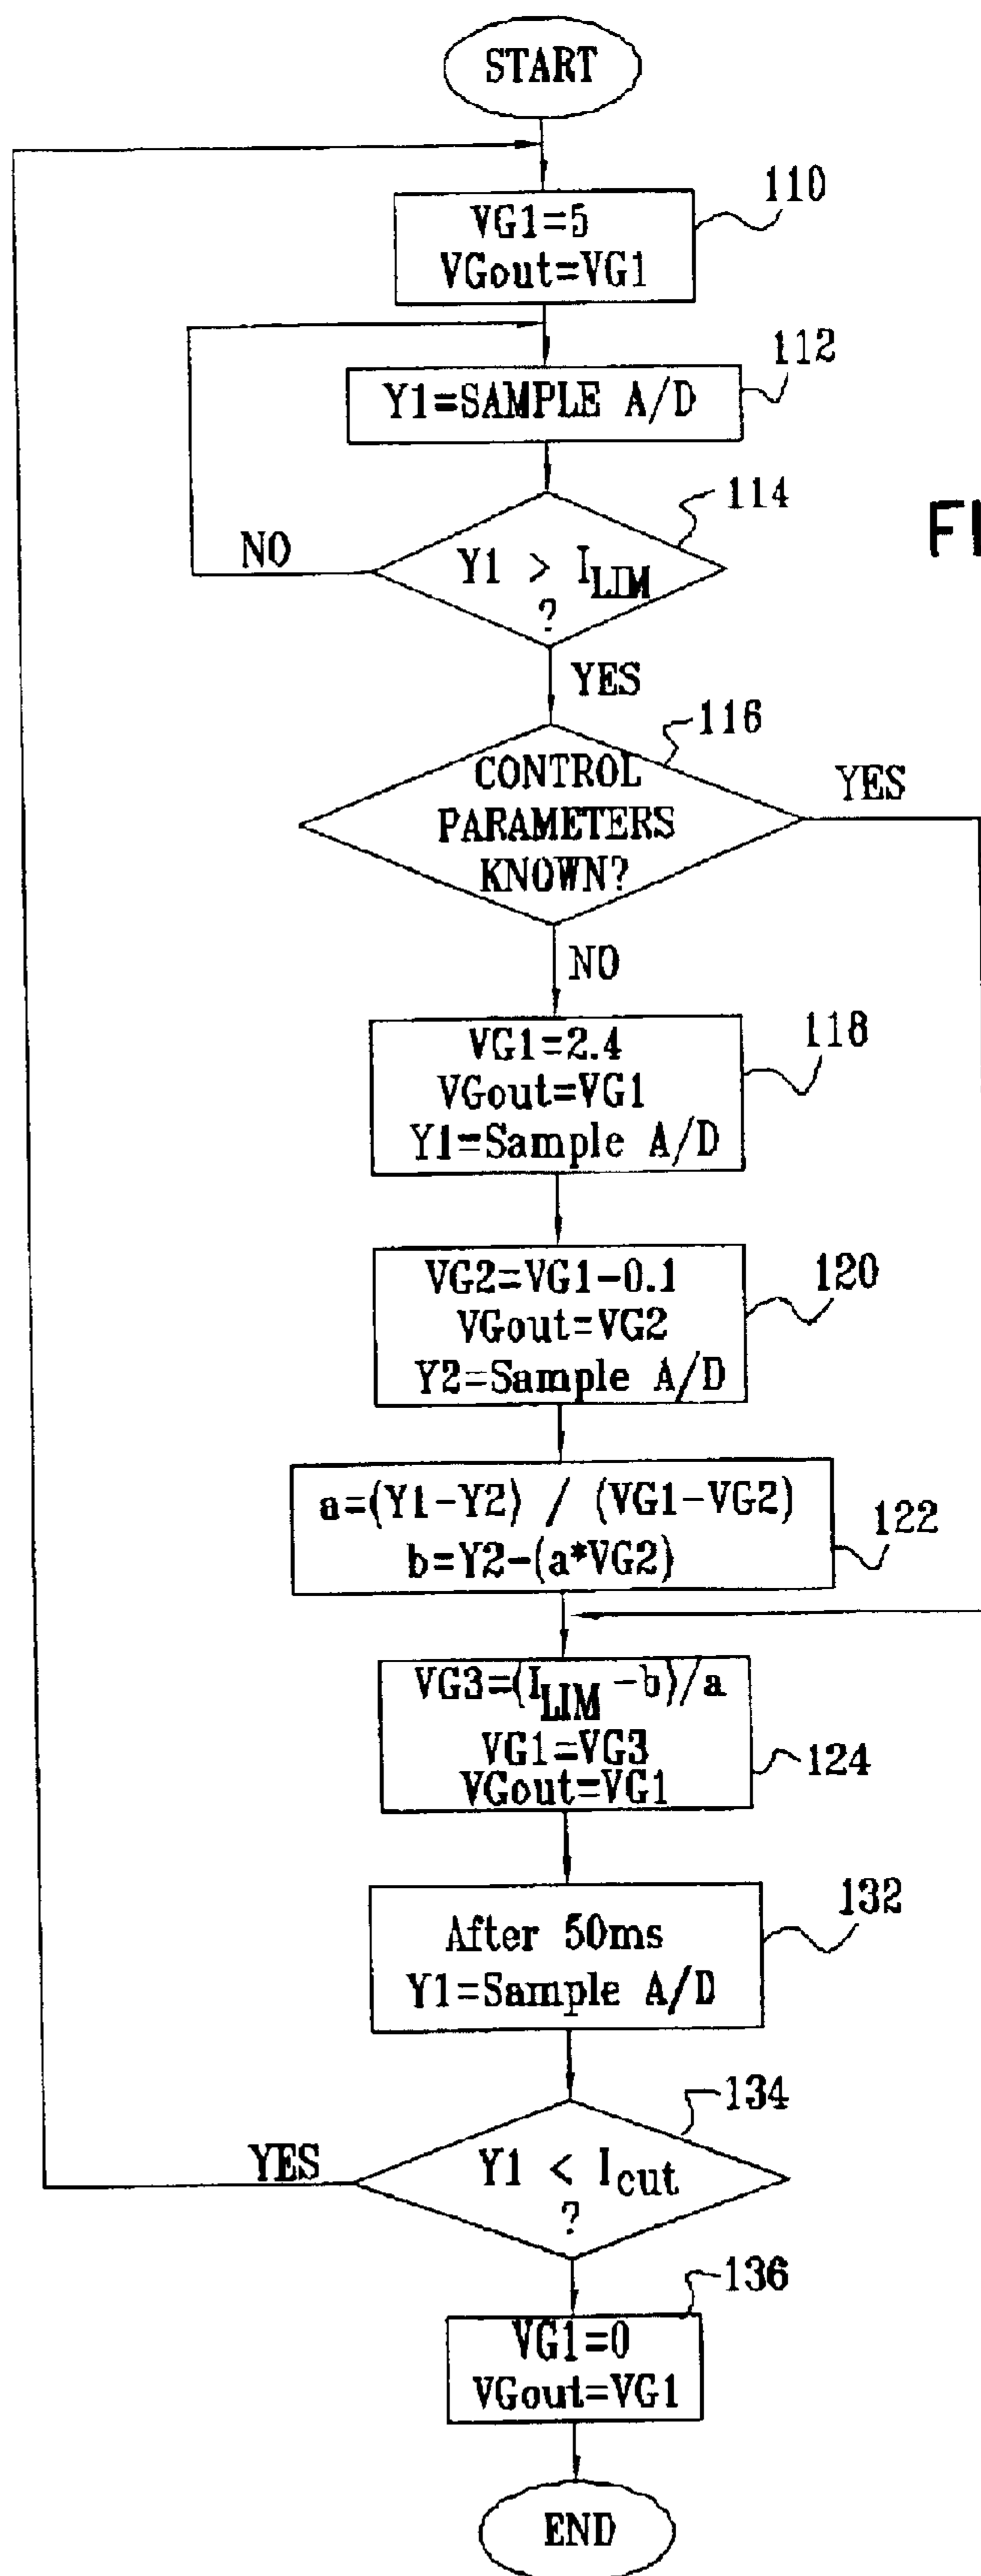 START
110
VG1=5
VGout=VG1
112
Y1=SAMPLE A/D
114
FI
NO
Y1 > ILIM
?
YES
116
CONTROL
PARAMETERS
KNOWN?
YES
NO
118
VG1=2.4
VGout=VG1
Y1=Sample A/D
120
VG2=VG1-0.1
VGout=VG2
Y2=Sample A/D
a=(Y1-Y2) / (VG1-VG2)
b=Y2-(a*VG2)
122
VG3=(ILIM -b)/a
VG1=VG3
VGout=VG1
124
132
After 50ms
Y1=Sample A/D
134
YES
Y1 < Icut
?
136
VG1=0
VGout=VG1
END